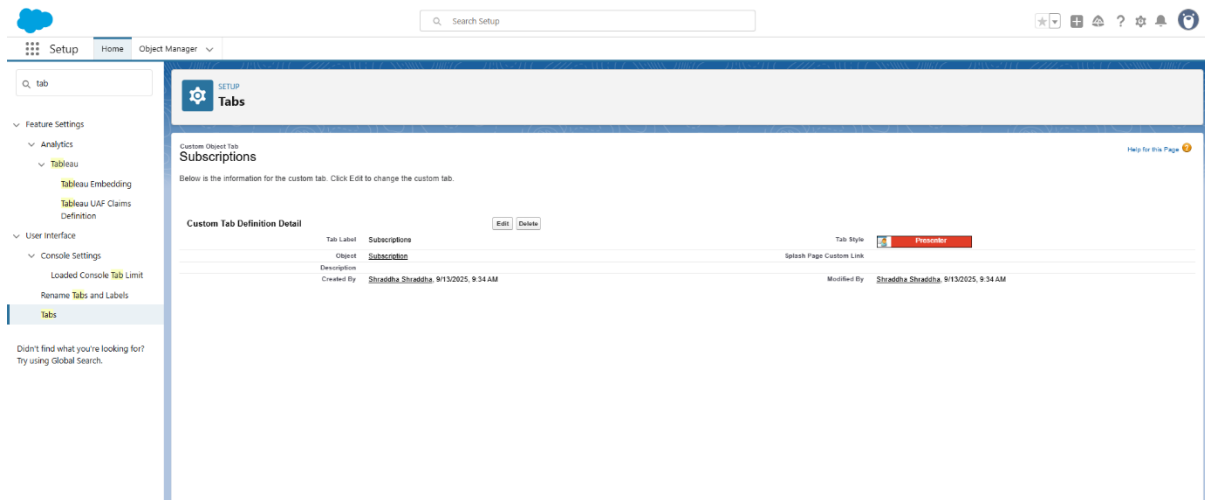 Search Setup
Setup Home Object Manager
tab
Feature Settings
Analytics
Tableau
Tableau Embedding
Tableau UAF Claims
Definition
User Interface
Console Settings
Loaded Console Tab Limit
Rename Tabs and Labels
Tabs
Didn't find what you're looking for?
Try using Global Search.
SETUP
Tabs
Custom Object Tab
Subscriptions
Help for this Page
Below is the information for the custom tab. Click Edit to change the custom tab.
Custom Tab Definition Detail Edit Delete
Tab Label Subscriptions Tab Style Presenter
Object Subscription Splash Page Custom Link
Description
Created By Shraddha Shraddha, 9/13/2025, 9:34 AM Modified By Shraddha Shraddha, 9/13/2025, 9:34 AM